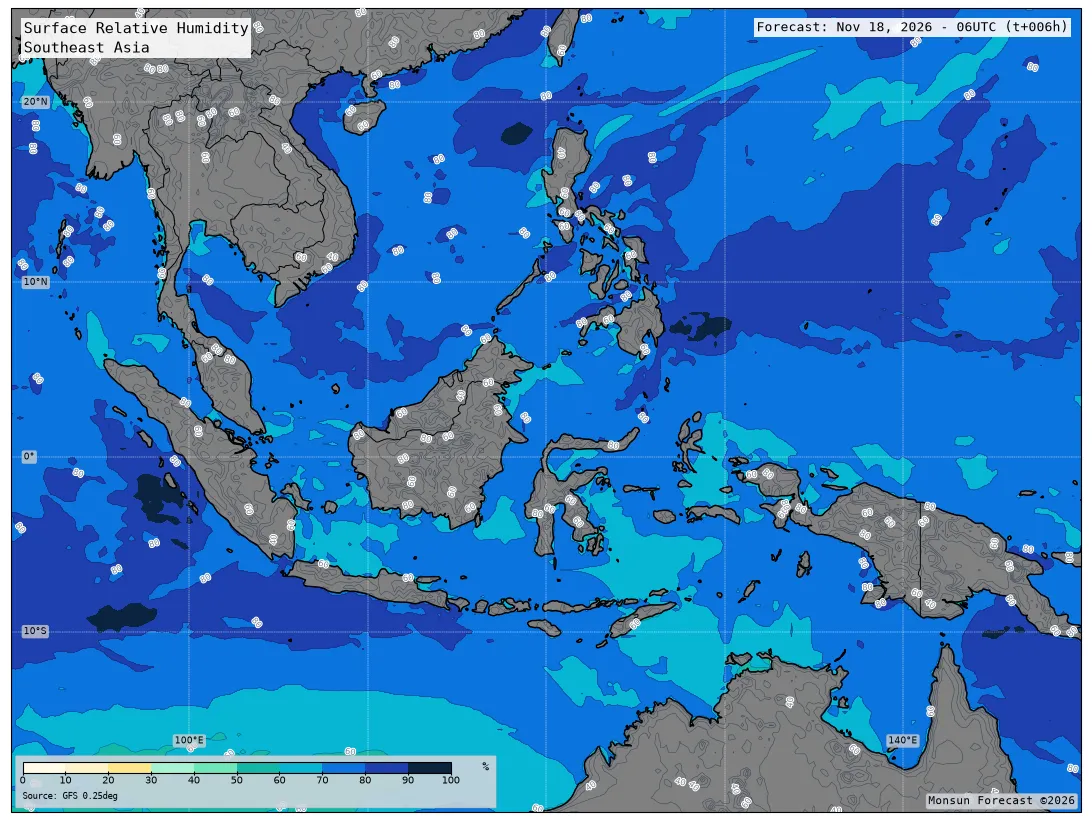 Surface Relative Humidity
Southeast Asia
Forecast: Nov 18, 2026 - 06UTC (t+006h)
20°N
10°N
0°
10°S
100°E
140°E
0 10 20 30 40 50 60 70 80 90 100
%
Source: GFS 0.25deg
Monsun Forecast ©2026